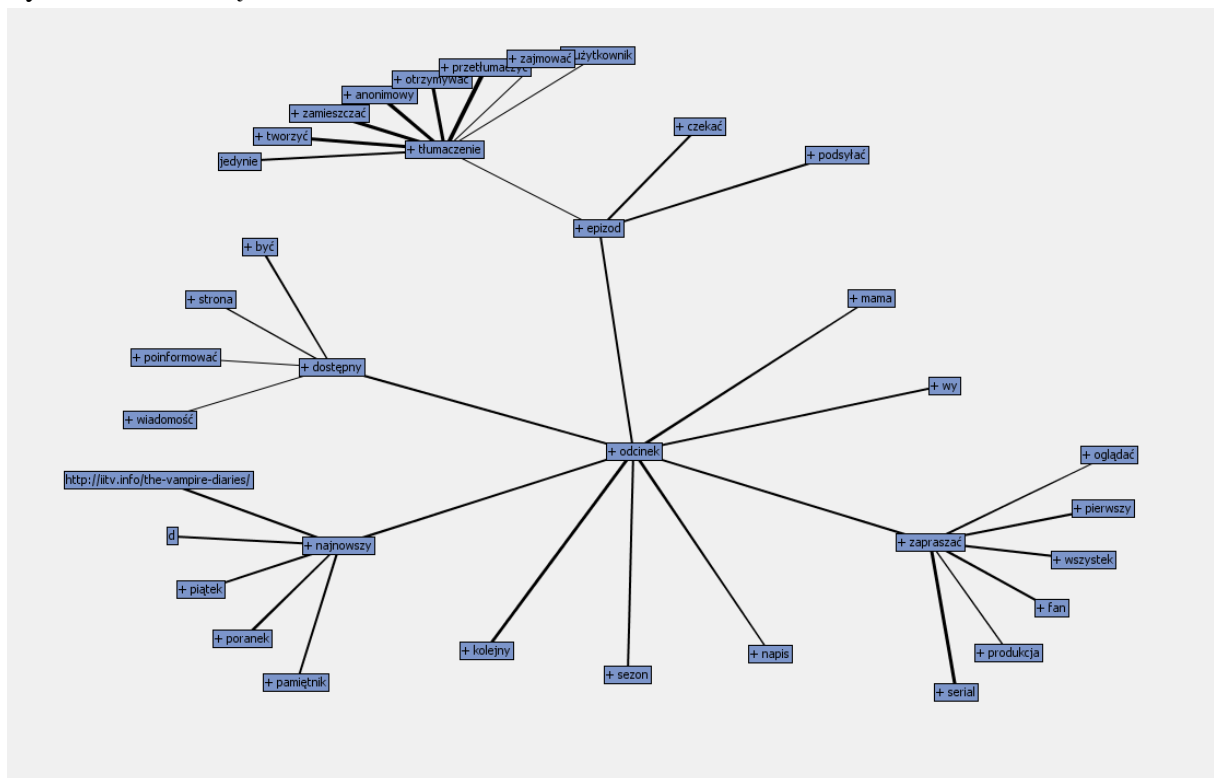 + zajmować
użytkownik
+ przetłumaczyć
+ otrzymywać
+ anonimowy
+ zamieszczać
+ tworzyć
jedynie
+ tłumaczenie
+ czekać
+ podsyłać
+ epizod
+ być
+ strona
+ mama
+ poinformować
+ dostępny
+ wy
+ wiadomość
+ odcinek
+ oglądać
http://iitv.info/the-vampire-diaries/
+ pierwszy
d
+ najnowszy
+ zapraszać
+ wszystek
+ piątek
+ fan
+ poranek
+ kolejny
+ napis
+ produkcja
+ sezon
+ pamiętnik
+ serial